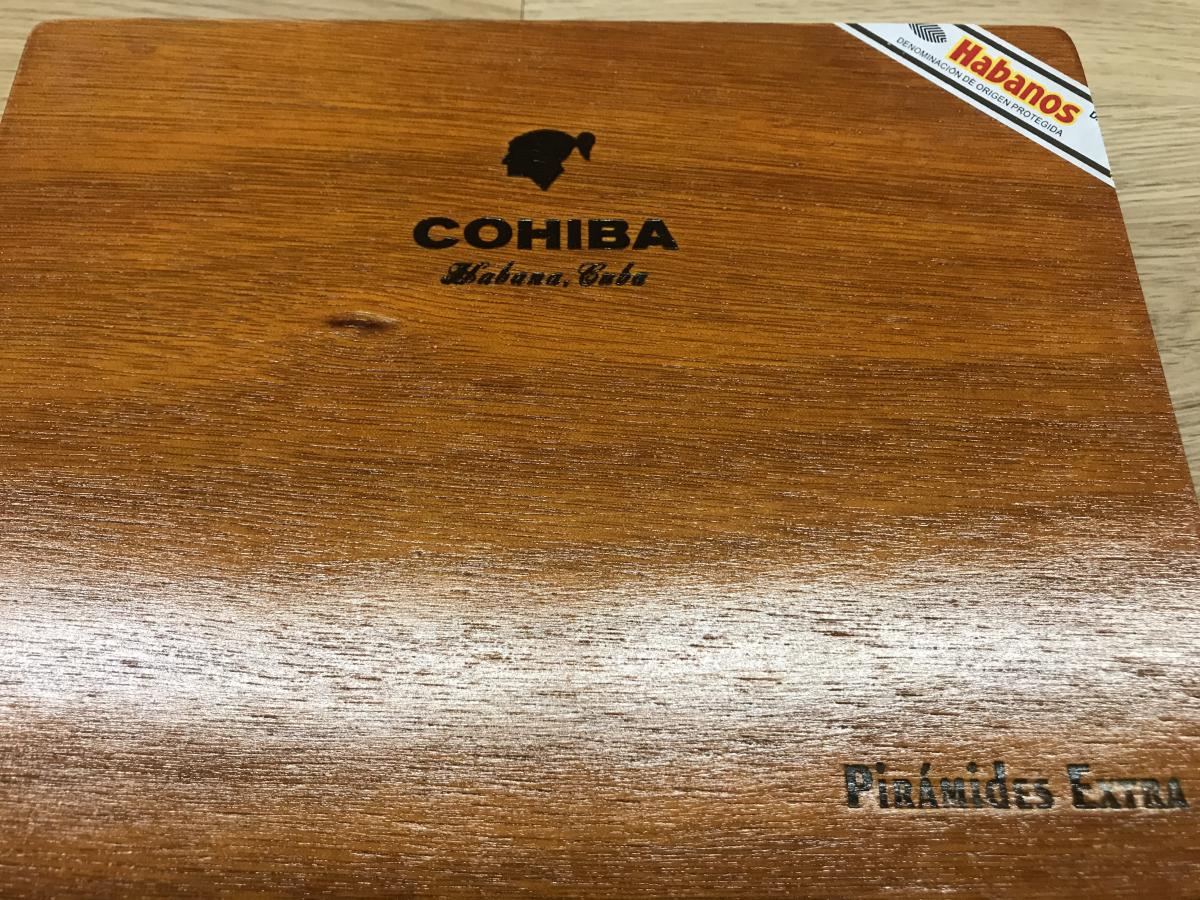 Habanos
DENOMINACIÓN DE ORIGEN PROTEGIDA
COHIBA
Habana, Cuba
PIRÁMIDES EXTRA